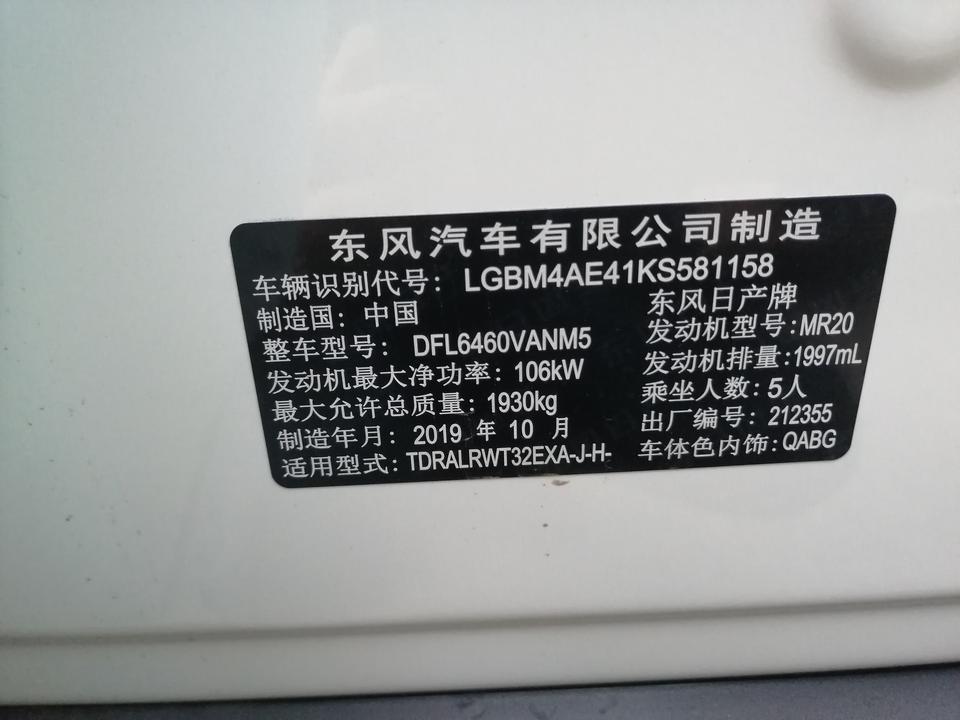 东风汽车有限公司制造
车辆识别代号: LGBM4AE41KS581158
制造国: 中国 东风日产牌
整车型号: DFL6460VANM5 发动机型号:MR20
发动机最大净功率: 106kW 发动机排量:1997mL
最大允许总质量: 1930kg 乘坐人数: 5人
制造年月: 2019 年 10 月 出厂编号: 212355
适用型式: TDRALRWT32EXA-J-H- 车体色内饰: QABG